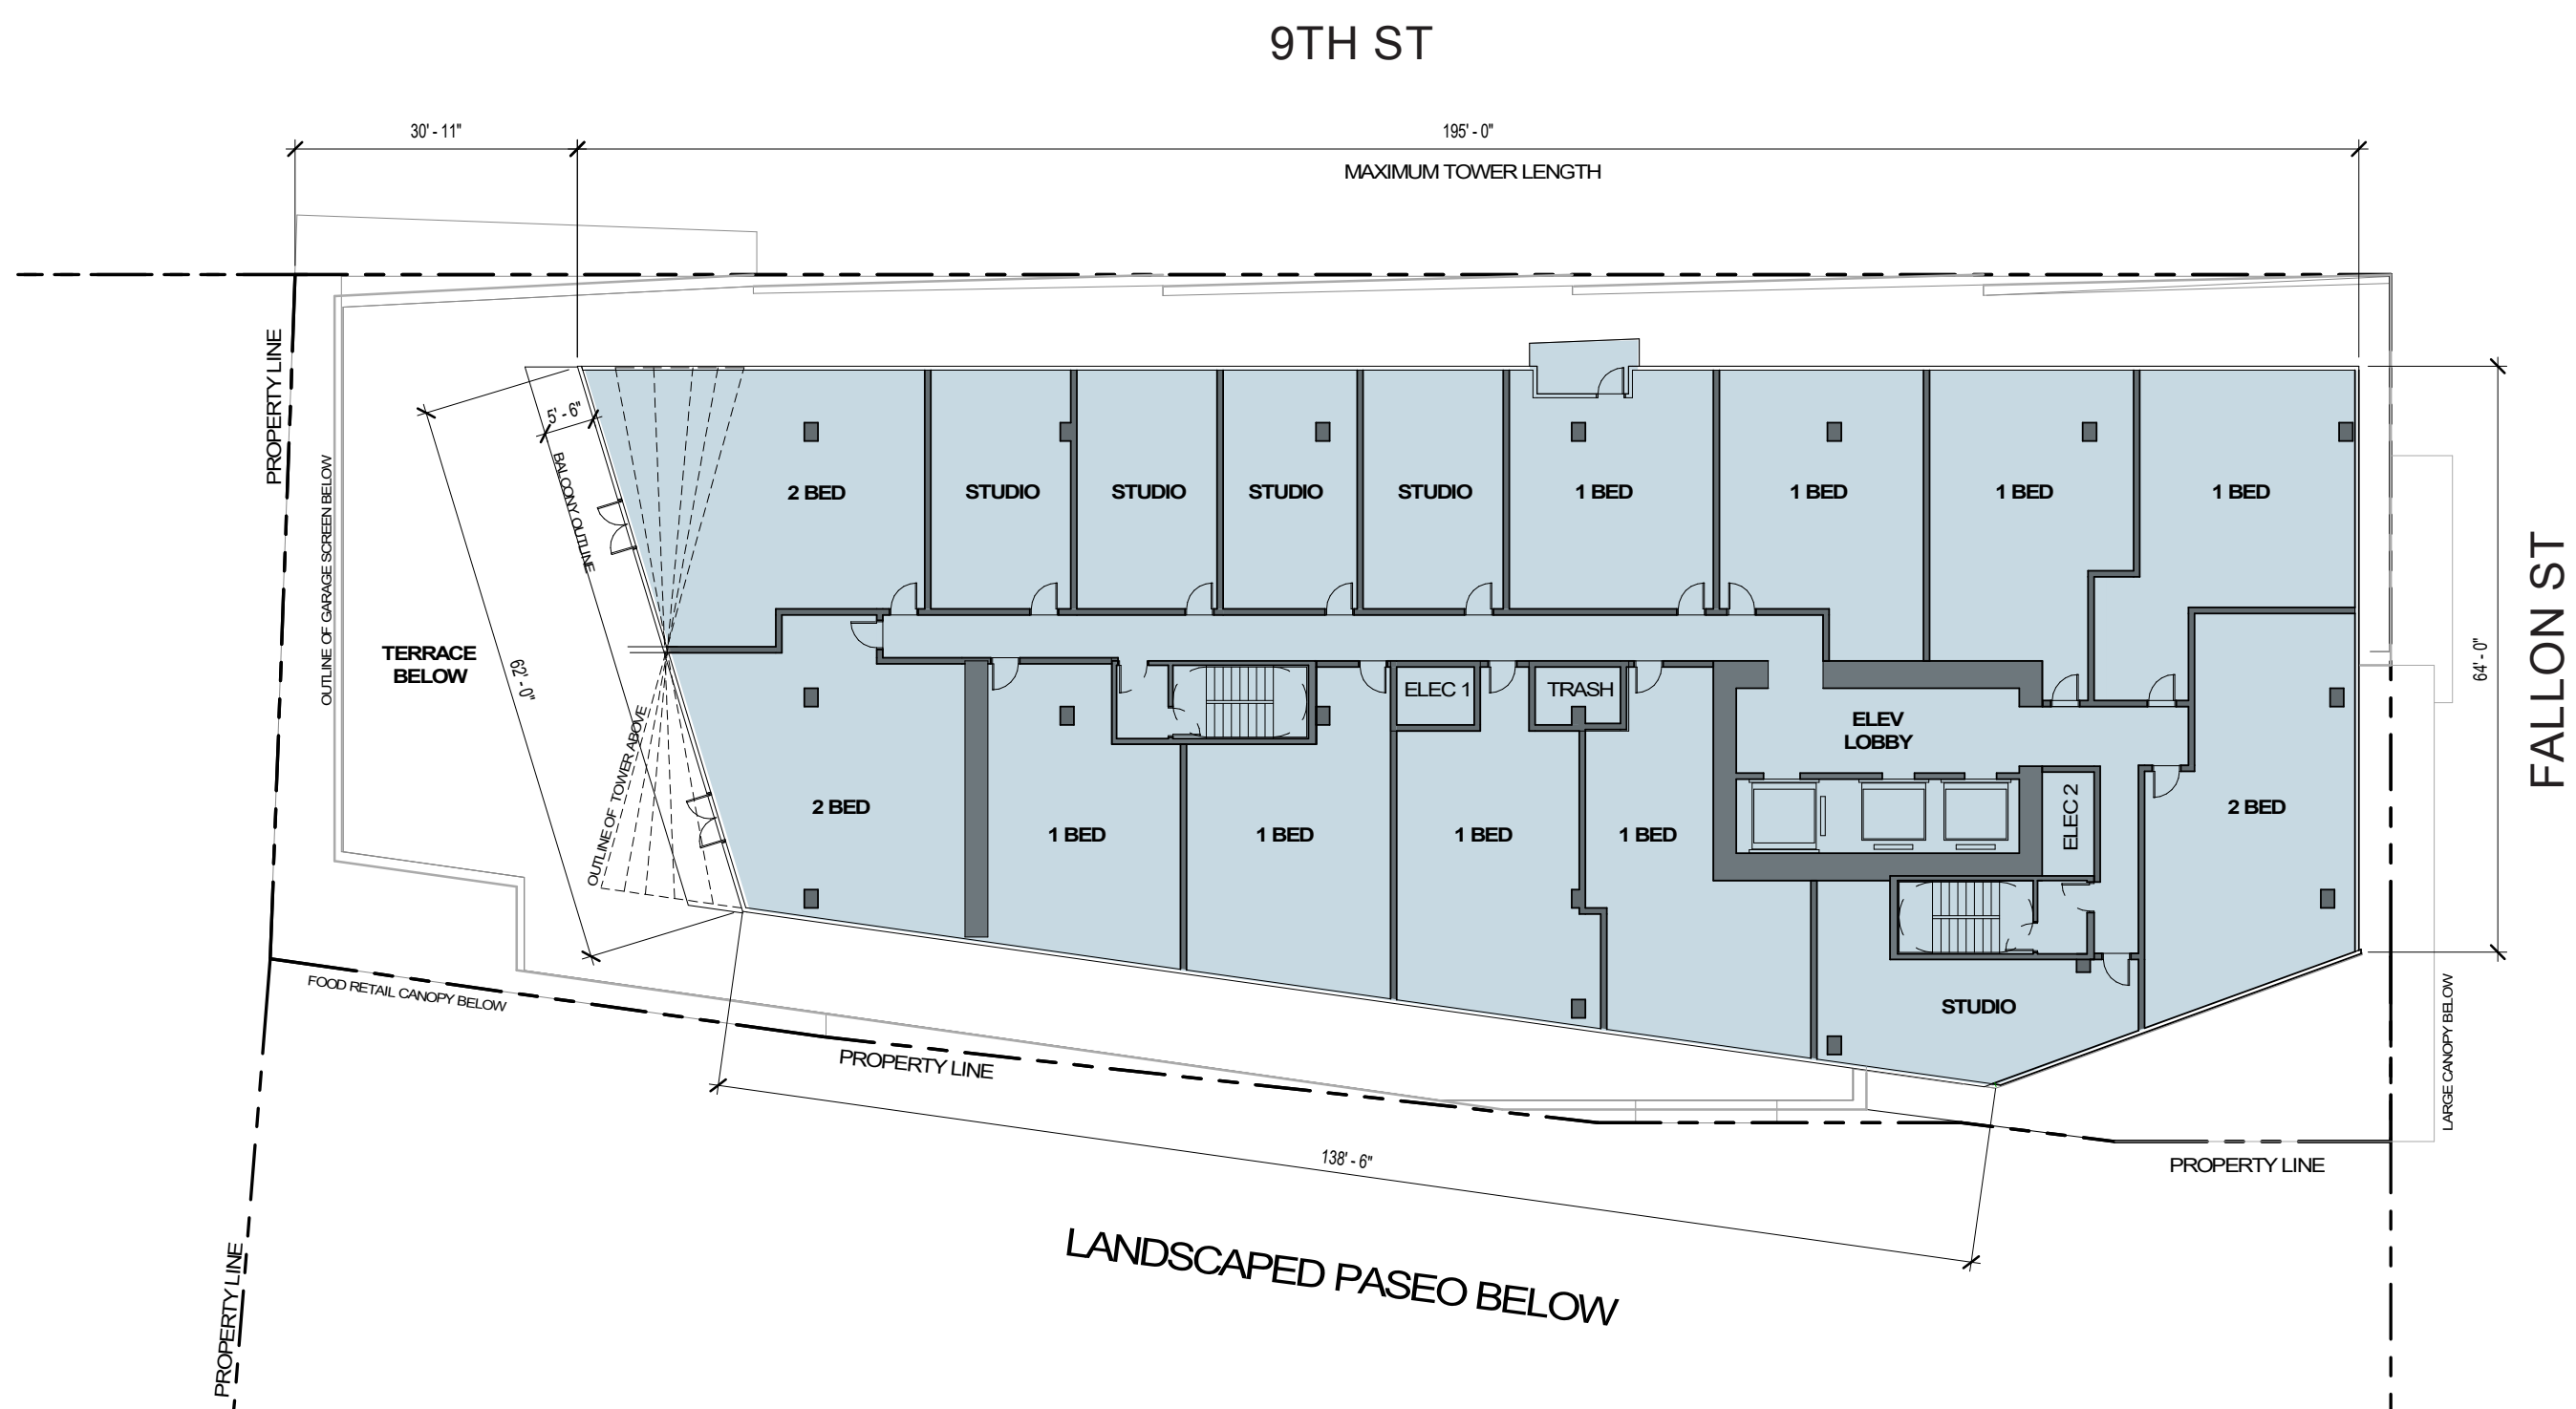 9TH ST
30' - 11"
195' - 0"
MAXIMUM TOWER LENGTH
PROPERTY LINE
OUTLINE OF GARAGE SCREEN BELOW
5' - 6"
BALCONY OUTLINE
62' - 0"
TERRACE
BELOW
OUTLINE OF TOWER ABOVE
2 BED
STUDIO
STUDIO
STUDIO
STUDIO
1 BED
1 BED
1 BED
1 BED
FALLON ST
64' - 0"
ELEC 1
TRASH
ELEV
LOBBY
ELEC 2
2 BED
1 BED
1 BED
1 BED
1 BED
2 BED
STUDIO
FOOD RETAIL CANOPY BELOW
PROPERTY LINE
LARGE CANOPY BELOW
PROPERTY LINE
138' - 6"
LANDSCAPED PASEO BELOW
PROPERTY LINE